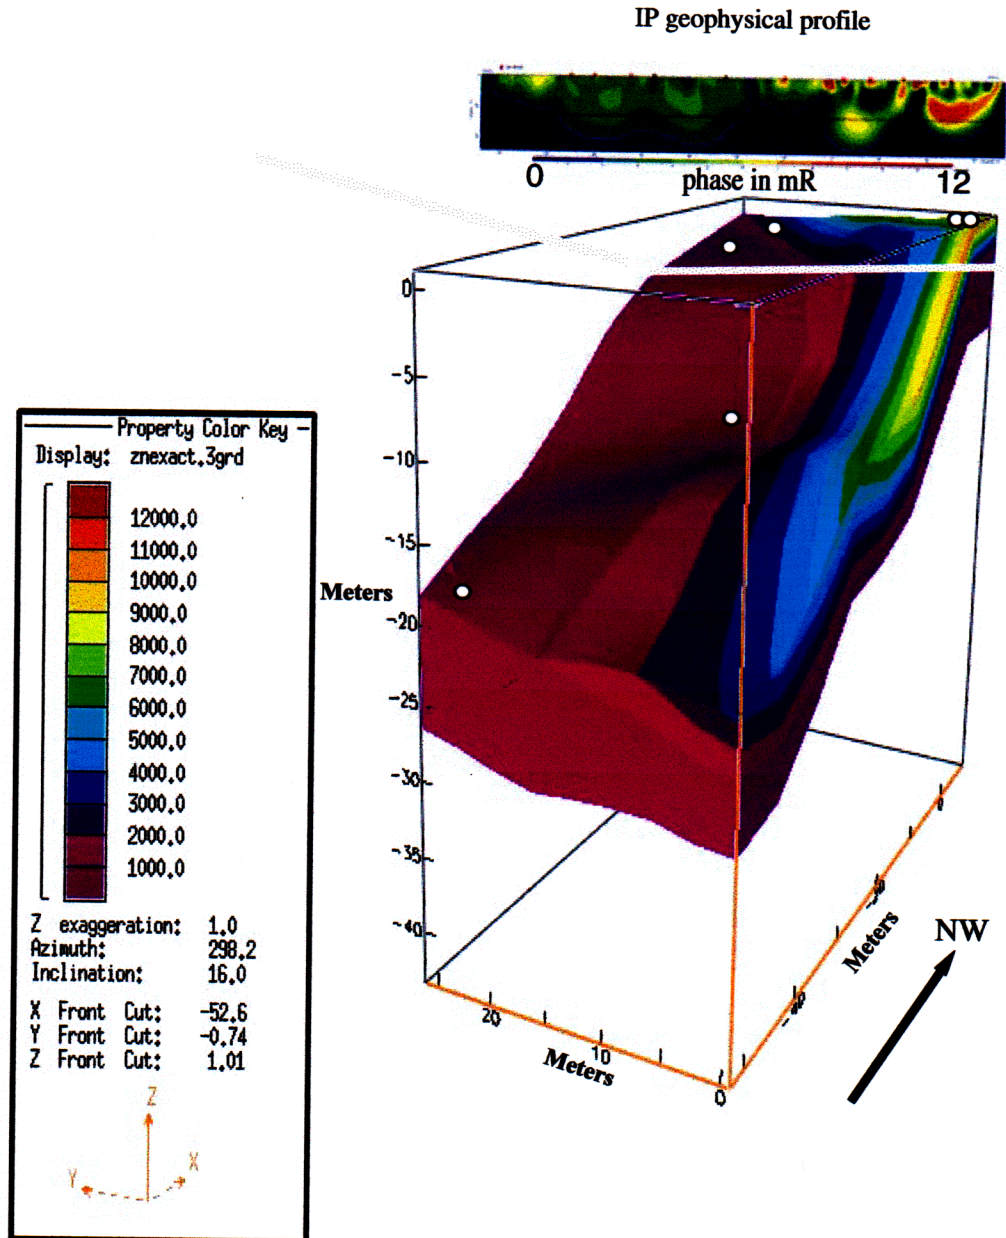 IP geophysical profile
0 phase in mR 12
0
-5
-10
-15
-20
-25
-30
-35
-40
Meters
Property Color Key
Display: znexact.3grd
12000.0
11000.0
10000.0
9000.0
8000.0
7000.0
6000.0
5000.0
4000.0
3000.0
2000.0
1000.0
Z exaggeration: 1.0
Azimuth: 298.2
Inclination: 16.0
X Front Cut: -52.6
Y Front Cut: -0.74
Z Front Cut: 1.01
Z
Y
X
20
10
0
Meters
Meters
0
NW